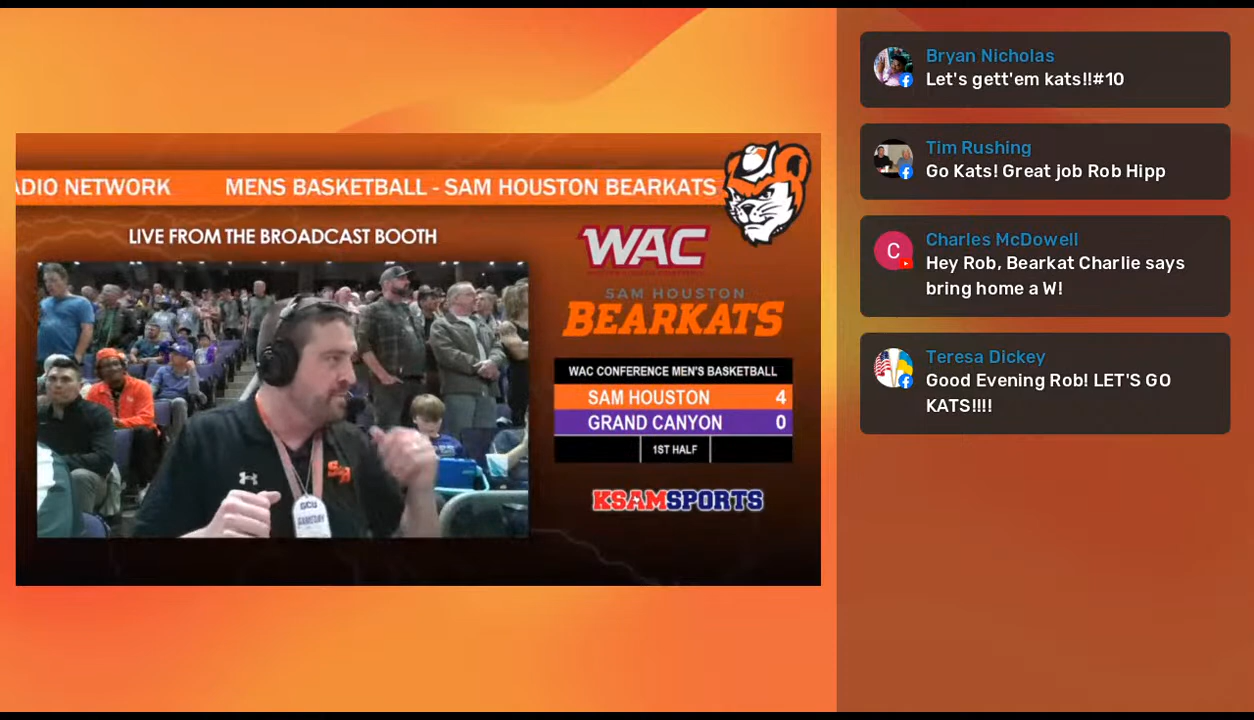 ADIO NETWORK MENS BASKETBALL - SAM HOUSTON BEARKATS
LIVE FROM THE BROADCAST BOOTH
WAC
SAM HOUSTON
BEARKATS
WAC CONFERENCE MEN'S BASKETBALL
SAM HOUSTON 4
GRAND CANYON 0
1ST HALF
KSAMSPORTS
GCU
Bryan Nicholas
Let's gett'em kats!!#10
Tim Rushing
Go Kats! Great job Rob Hipp
C
Charles McDowell
Hey Rob, Bearkat Charlie says
bring home a W!
Teresa Dickey
Good Evening Rob! LET'S GO
KATS!!!!